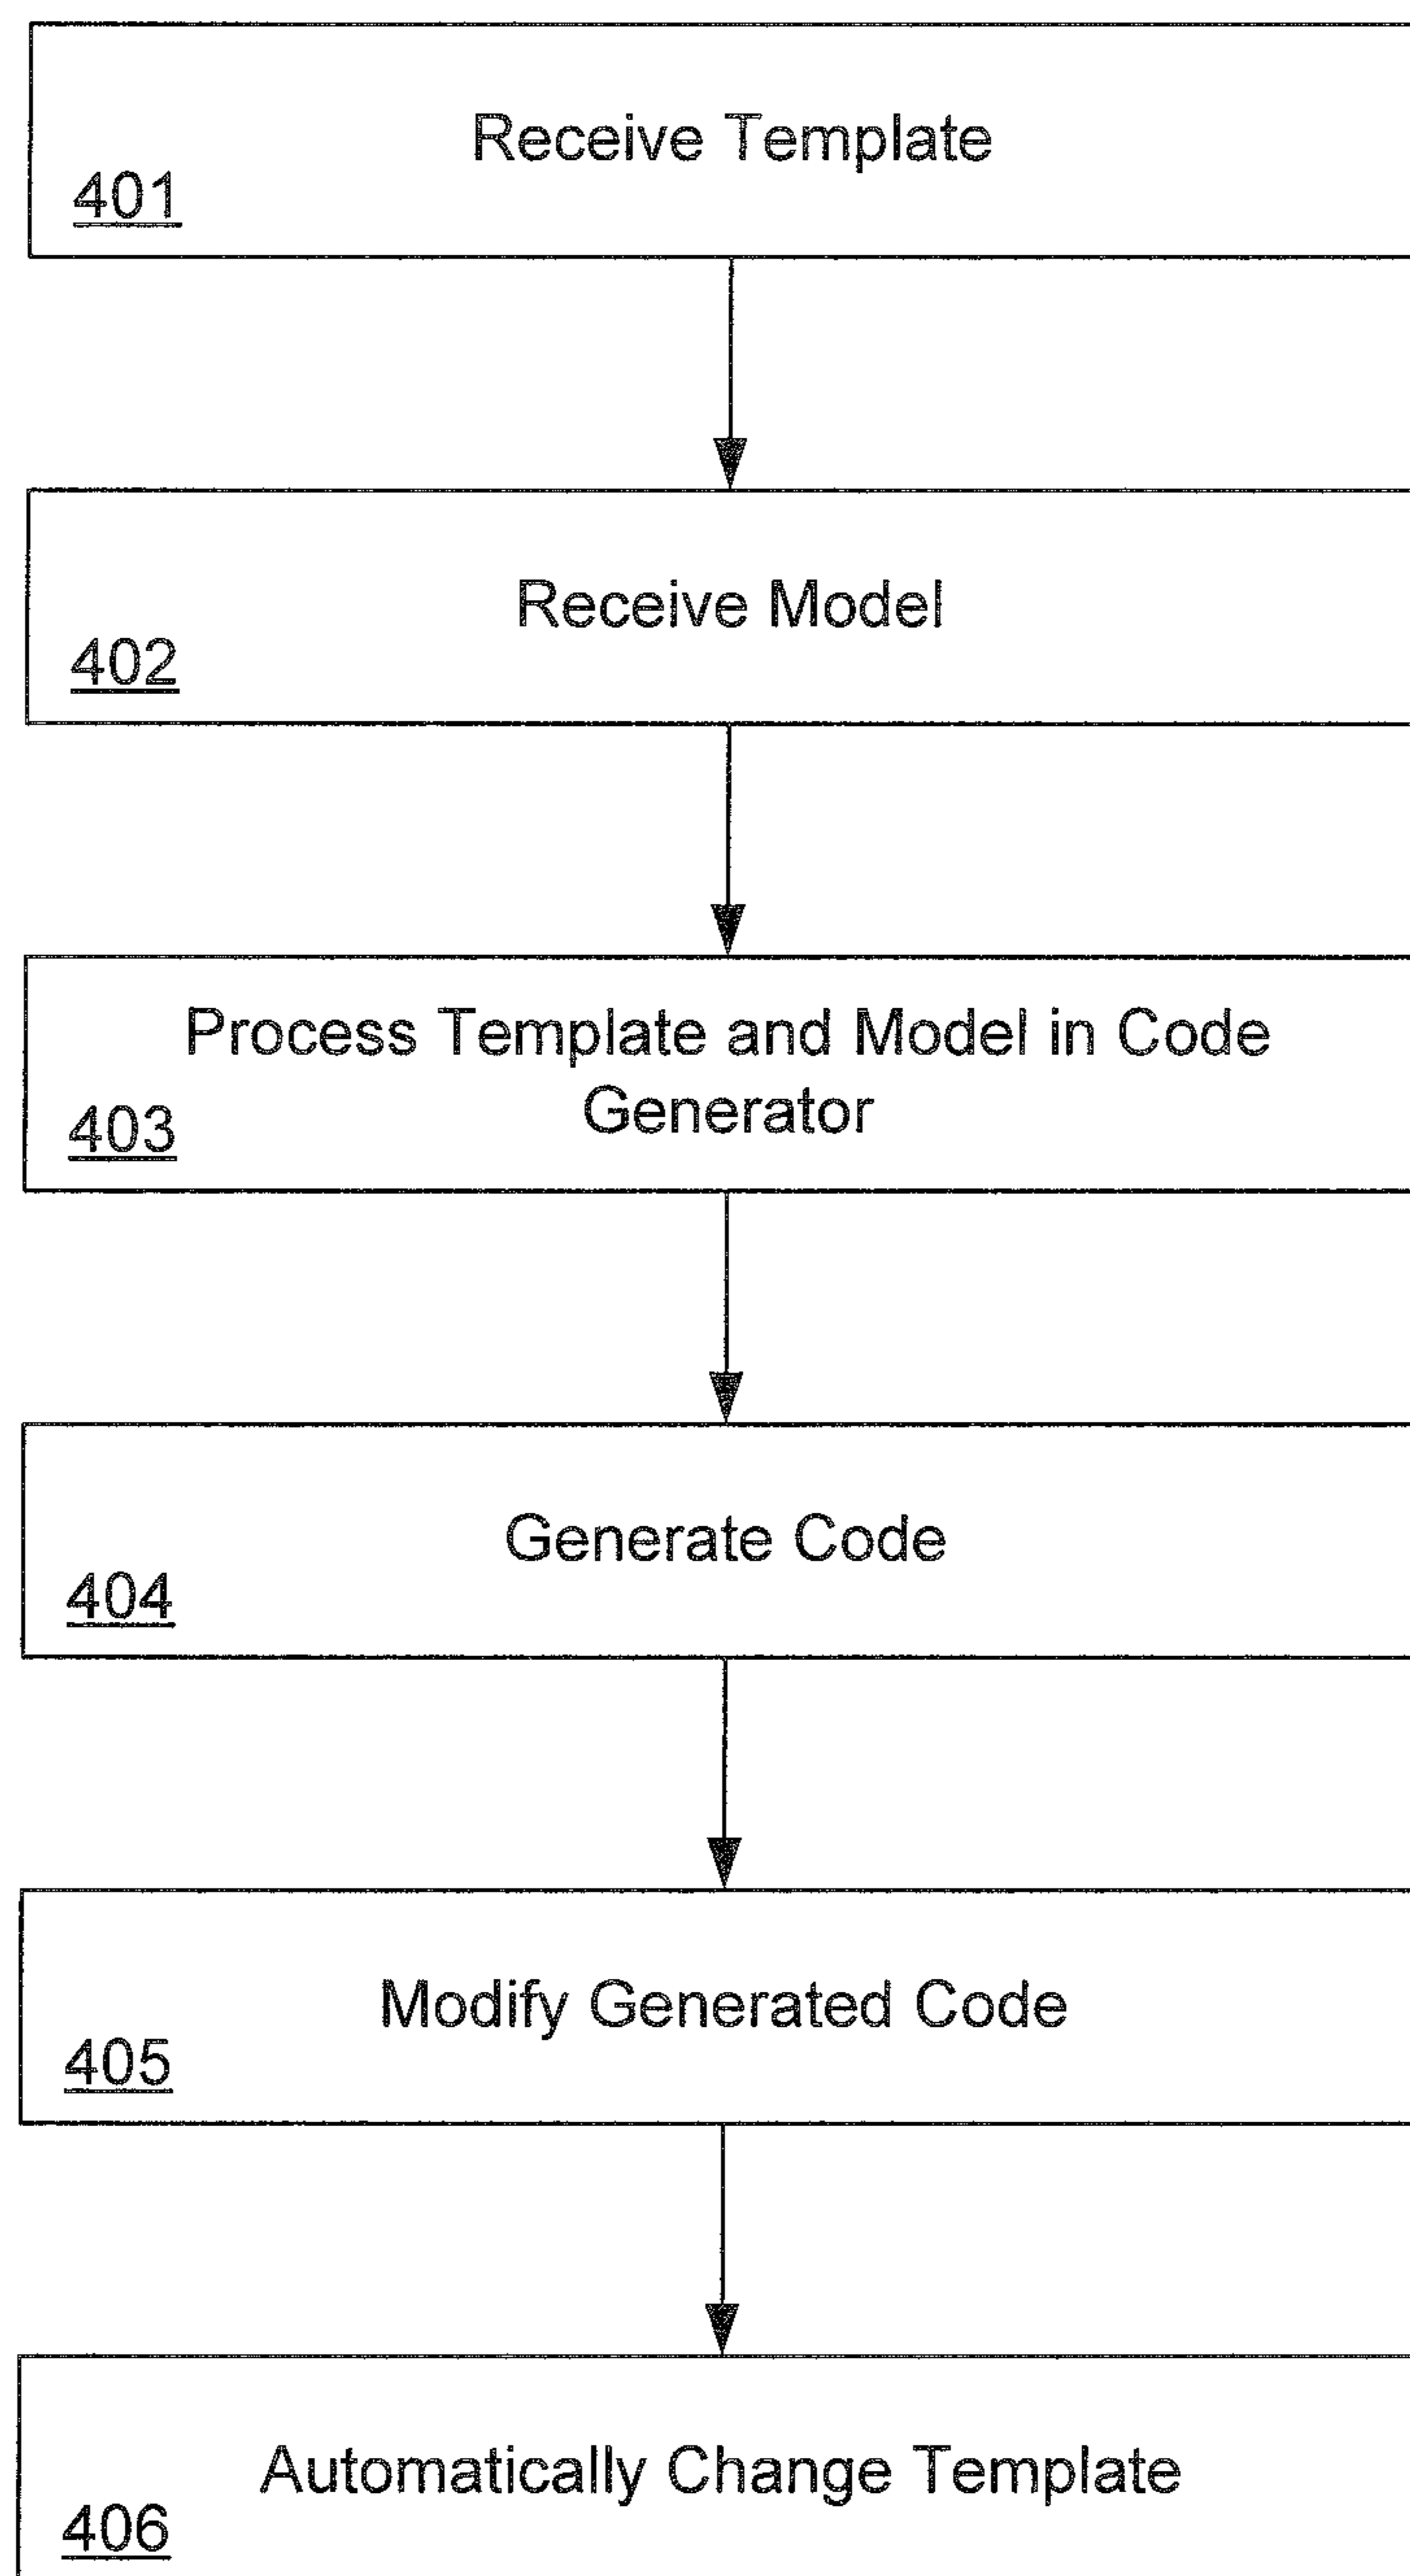 Receive Template
401
Receive Model
402
Process Template and Model in Code
Generator
403
Generate Code
404
Modify Generated Code
405
Automatically Change Template
406